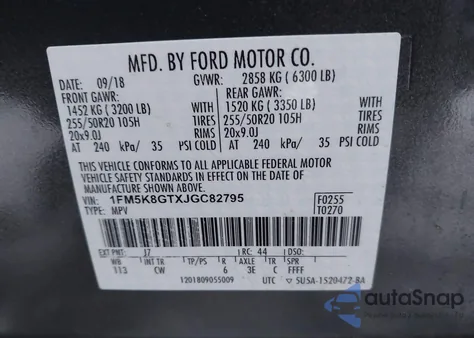 MFD. BY FORD MOTOR CO.
DATE: 09/18 GVWR: 2858 KG ( 6300 LB)
FRONT GAWR: REAR GAWR:
1452 KG ( 3200 LB) 1520 KG ( 3350 LB)
255/50R20 105H TIRES 255/50R20 105H TIRES
20x9.0J RIMS 20x9.0J RIMS
AT 240 kPa/ 35 PSI COLD AT 240 kPa/ 35 PSI COLD
THIS VEHICLE CONFORMS TO ALL APPLICABLE FEDERAL MOTOR
VEHICLE SAFETY AND BUMPER STANDARDS IN EFFECT ON THE DATE OF
MANUFACTURE SHOWN ABOVE.
VIN: 1FM5K8GTXJGC82795 F0255
TYPE: MPV T0270
EXT PNT: J7 RC: 44 DSO:
WB INT TR TP/PS R AXLE TR SPR
113 CW 6 3E C FFFF
1201809055009 UTC ▽ 5U5A-1520472-BA
autoSnap